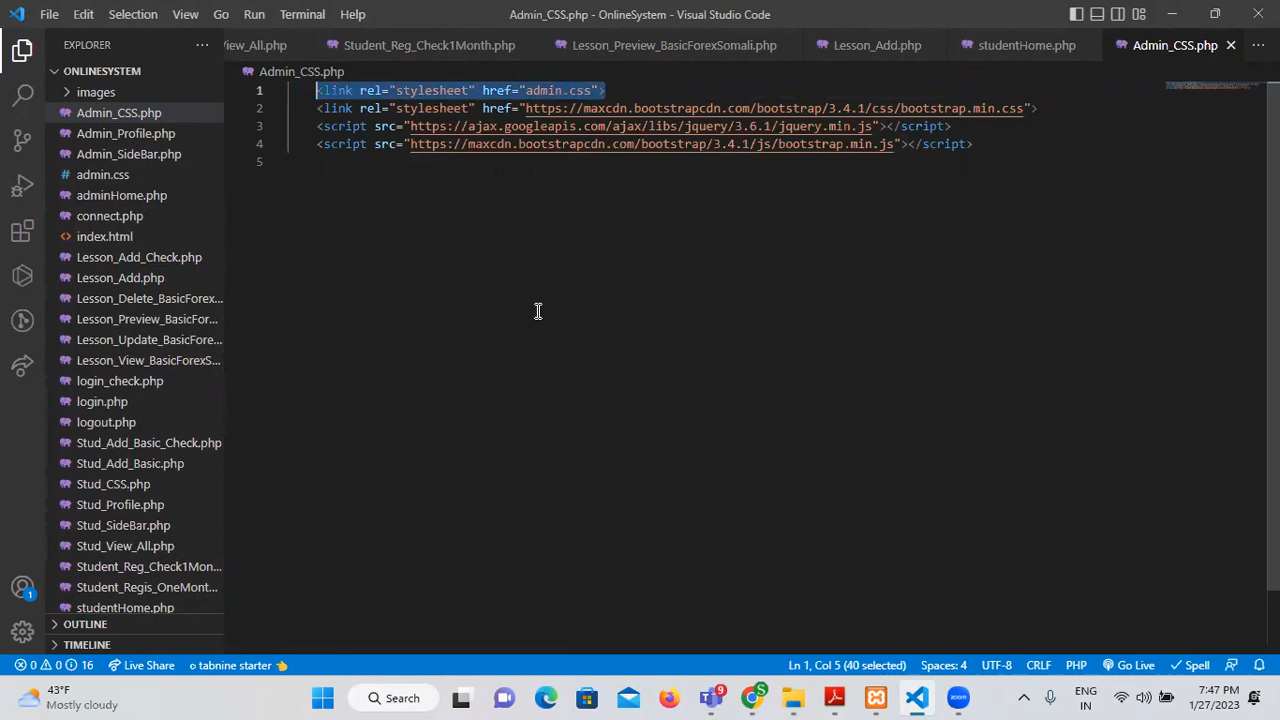 File Edit Selection View Go Run Terminal Help
Admin_CSS.php - OnlineSystem - Visual Studio Code
EXPLORER
View_All.php Student_Reg_Check1Month.php Lesson_Preview_BasicForexSomali.php Lesson_Add.php studentHome.php Admin_CSS.php
ONLINESYSTEM
images
Admin_CSS.php
Admin_Profile.php
Admin_SideBar.php
admin.css
adminHome.php
connect.php
index.html
Lesson_Add_Check.php
Lesson_Add.php
Lesson_Delete_BasicForex...
Lesson_Preview_BasicFor...
Lesson_Update_BasicFore...
Lesson_View_BasicForexS...
login_check.php
login.php
logout.php
Stud_Add_Basic_Check.php
Stud_Add_Basic.php
Stud_CSS.php
Stud_Profile.php
Stud_SideBar.php
Stud_View_All.php
Student_Reg_Check1Mon...
Student_Regis_OneMont...
studentHome.php
OUTLINE
TIMELINE
Admin_CSS.php
1 <link rel="stylesheet" href="admin.css">
2 <link rel="stylesheet" href="https://maxcdn.bootstrapcdn.com/bootstrap/3.4.1/css/bootstrap.min.css">
3 <script src="https://ajax.googleapis.com/ajax/libs/jquery/3.6.1/jquery.min.js"></script>
4 <script src="https://maxcdn.bootstrapcdn.com/bootstrap/3.4.1/js/bootstrap.min.js"></script>
5
1
0 0 16 Live Share tabnine starter 👈 Ln 1, Col 5 (40 selected) Spaces: 4 UTF-8 CRLF PHP Go Live Spell
43°F
Mostly cloudy
Search
9
S
zoom
ENG
IN
7:47 PM
1/27/2023